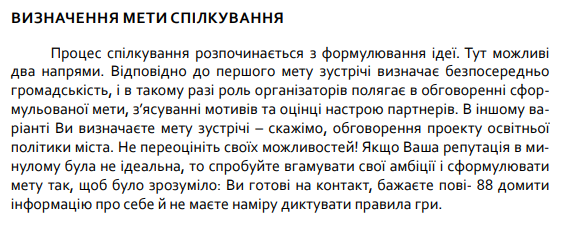 ВИЗНАЧЕННЯ МЕТИ СПІЛКУВАННЯ
Процес спілкування розпочинається з формулювання ідеї. Тут можливі
два напрями. Відповідно до першого мету зустрічі визначає безпосередньо
громадськість, і в такому разі роль організаторів полягає в обговоренні сфор-
мульованої мети, з’ясуванні мотивів та оцінці настрою партнерів. В іншому ва-
ріанті Ви визначаєте мету зустрічі – скажімо, обговорення проекту освітньої
політики міста. Не переоцініть своїх можливостей! Якщо Ваша репутація в ми-
нулому була не ідеальна, то спробуйте вгамувати свої амбіції і сформулювати
мету так, щоб було зрозуміло: Ви готові на контакт, бажаєте пові- 88 домити
інформацію про себе й не маєте наміру диктувати правила гри.